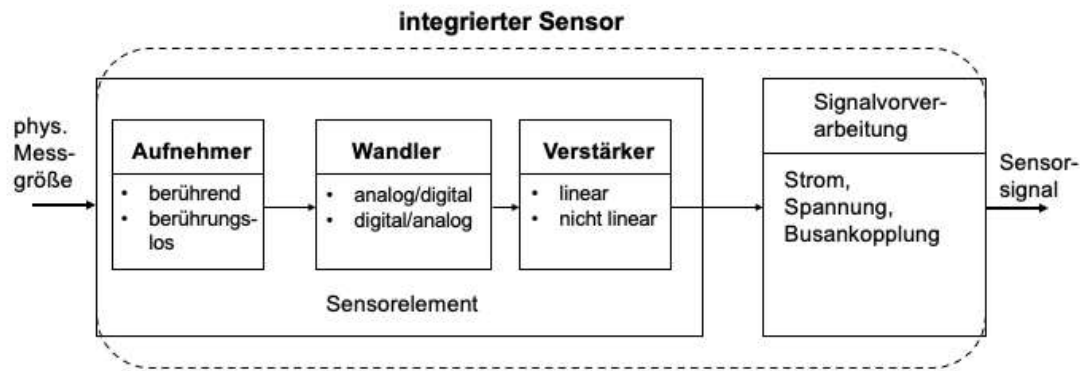 integrierter Sensor
phys.
Mess-
größe
Aufnehmer
• berührend
• berührungs-
los
Wandler
• analog/digital
• digital/analog
Verstärker
• linear
• nicht linear
Sensorelement
Signalvorver-
arbeitung
Strom,
Spannung,
Busankopplung
Sensor-
signal